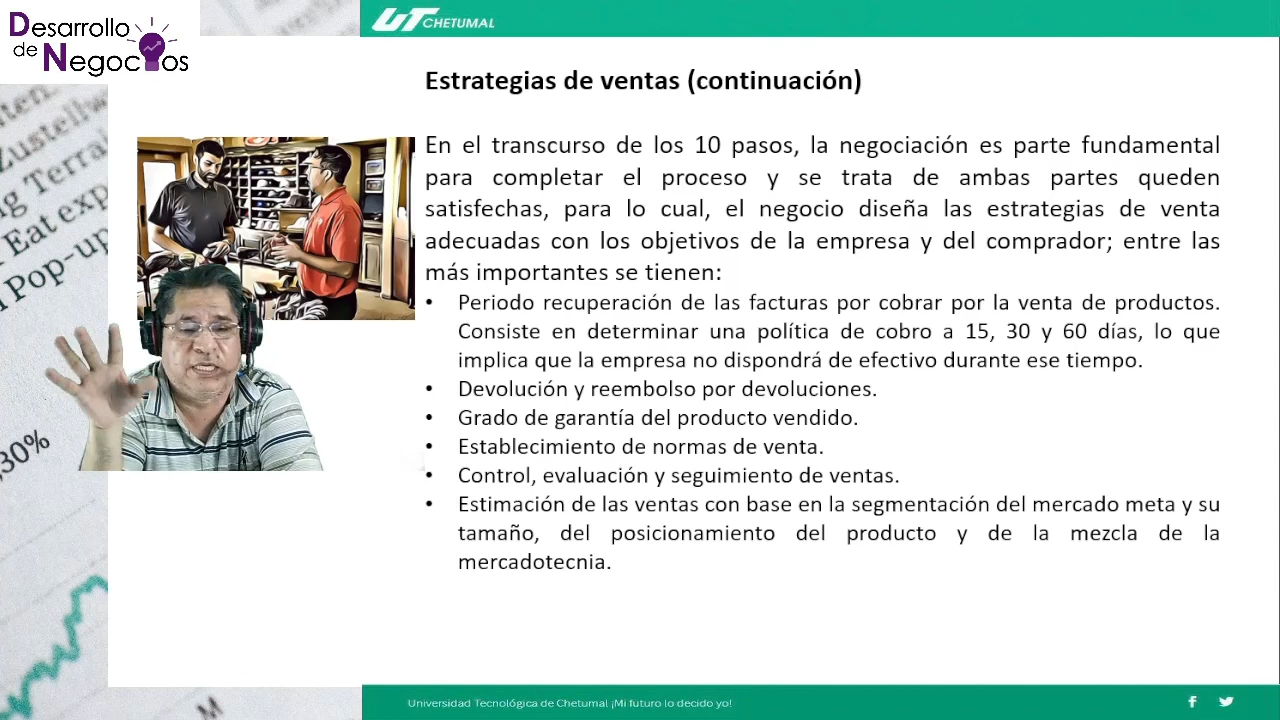 Desarrollo
de Negocios
UT CHETUMAL
Estrategias de ventas (continuación)
En el transcurso de los 10 pasos, la negociación es parte fundamental
para completar el proceso y se trata de ambas partes queden
satisfechas, para lo cual, el negocio diseña las estrategias de venta
adecuadas con los objetivos de la empresa y del comprador; entre las
más importantes se tienen:
• Periodo recuperación de las facturas por cobrar por la venta de productos.
Consiste en determinar una política de cobro a 15, 30 y 60 días, lo que
implica que la empresa no dispondrá de efectivo durante ese tiempo.
• Devolución y reembolso por devoluciones.
• Grado de garantía del producto vendido.
• Establecimiento de normas de venta.
• Control, evaluación y seguimiento de ventas.
• Estimación de las ventas con base en la segmentación del mercado meta y su
tamaño, del posicionamiento del producto y de la mezcla de la
mercadotecnia.
Eat exp
Pop-up
30%
M
Universidad Tecnológica de Chetumal ¡Mi futuro lo decido yo!